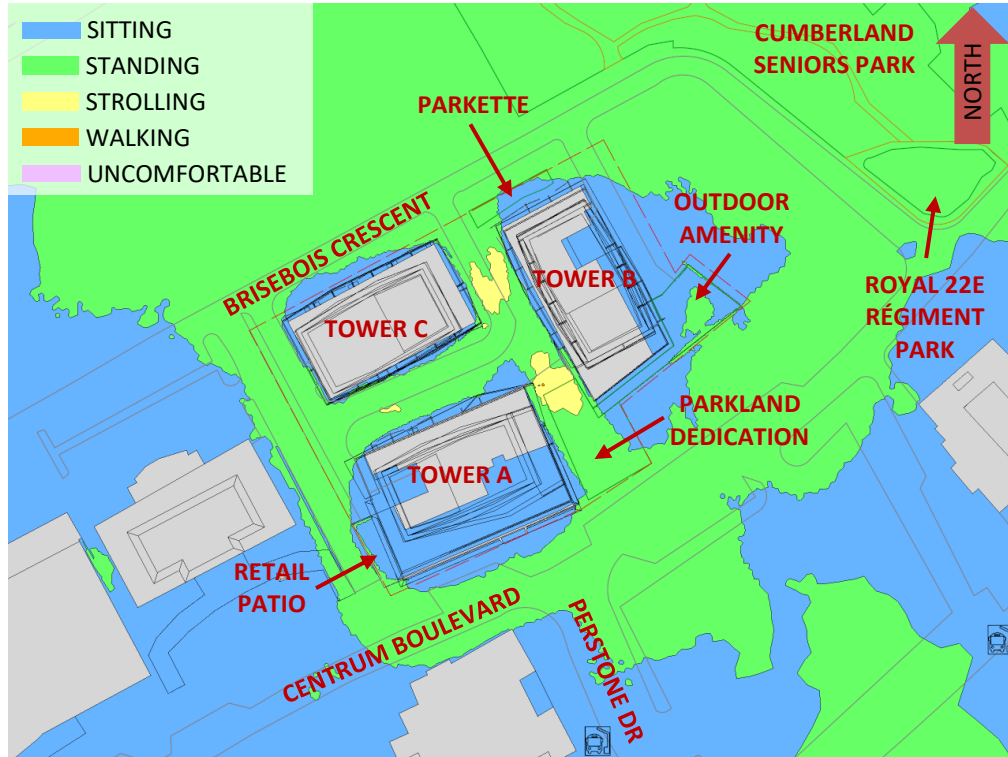 SITTING
STANDING
STROLLING
WALKING
UNCOMFORTABLE
CUMBERLAND
SENIORS PARK
NORTH
PARKETTE
OUTDOOR
AMENITY
BRISEBOIS CRESCENT
TOWER B
TOWER C
ROYAL 22E
RÉGIMENT
PARK
PARKLAND
DEDICATION
TOWER A
RETAIL
PATIO
CENTRUM BOULEVARD
PERSTONE DR